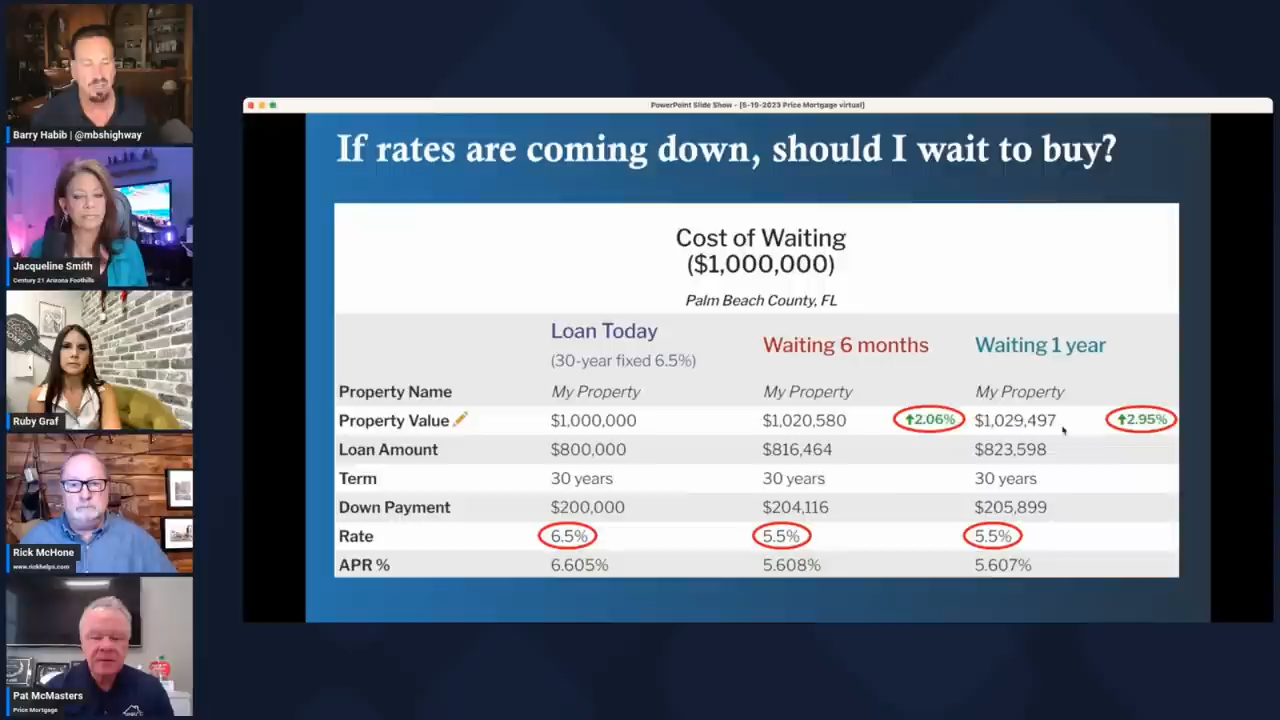 Barry Habib | @mbshighway
Jacqueline Smith
Century 21 Arizona Foothills
Ruby Graf
Rick McHone
www.rickhelps.com
Pat McMasters
Price Mortgage
PowerPoint Slide Show - [5-19-2023 Price Mortgage virtual]
If rates are coming down, should I wait to buy?
Cost of Waiting
($1,000,000)
Palm Beach County, FL
Loan Today
(30-year fixed 6.5%)
Waiting 6 months
Waiting 1 year
Property Name My Property My Property My Property
Property Value $1,000,000 $1,020,580 ↑2.06% $1,029,497 ↑2.95%
Loan Amount $800,000 $816,464 $823,598
Term 30 years 30 years 30 years
Down Payment $200,000 $204,116 $205,899
Rate 6.5% 5.5% 5.5%
APR % 6.605% 5.608% 5.607%